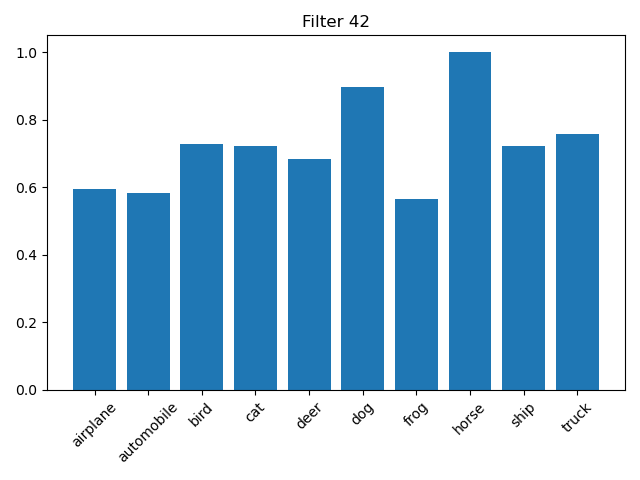 Filter 42
1.0
0.8
0.6
0.4
0.2
0.0
airplane
automobile
bird
cat
deer
dog
frog
horse
ship
truck